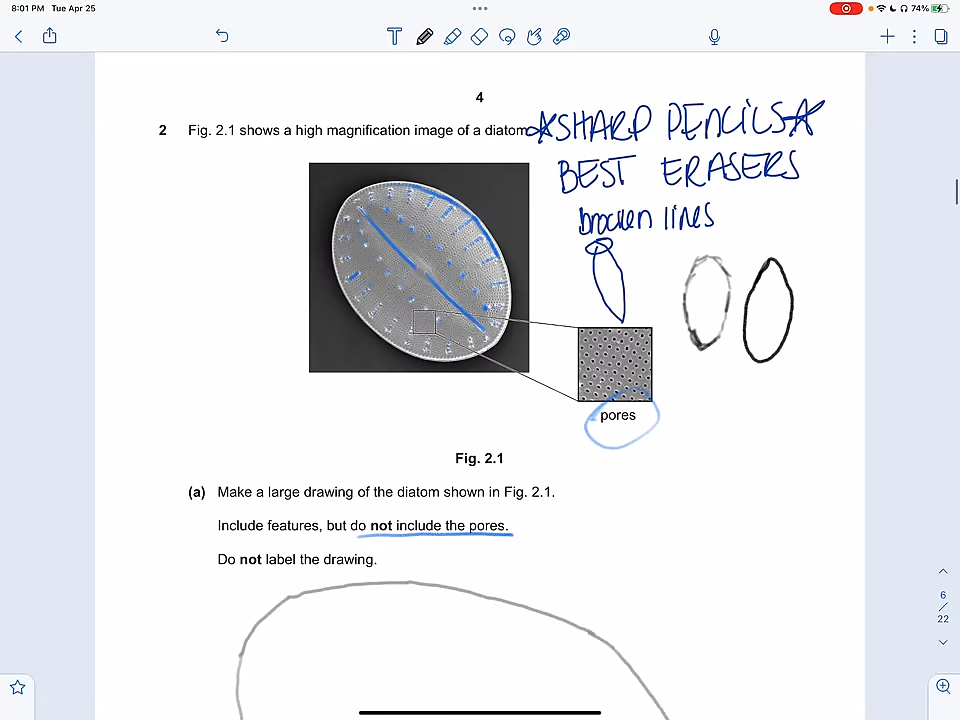 8:01 PM Tue Apr 25
74%
4
2 Fig. 2.1 shows a high magnification image of a diatom
SHARP PENCILS
BEST ERASERS
brocken lines
pores
Fig. 2.1
(a) Make a large drawing of the diatom shown in Fig. 2.1.
Include features, but do not include the pores.
Do not label the drawing.
6
/
22